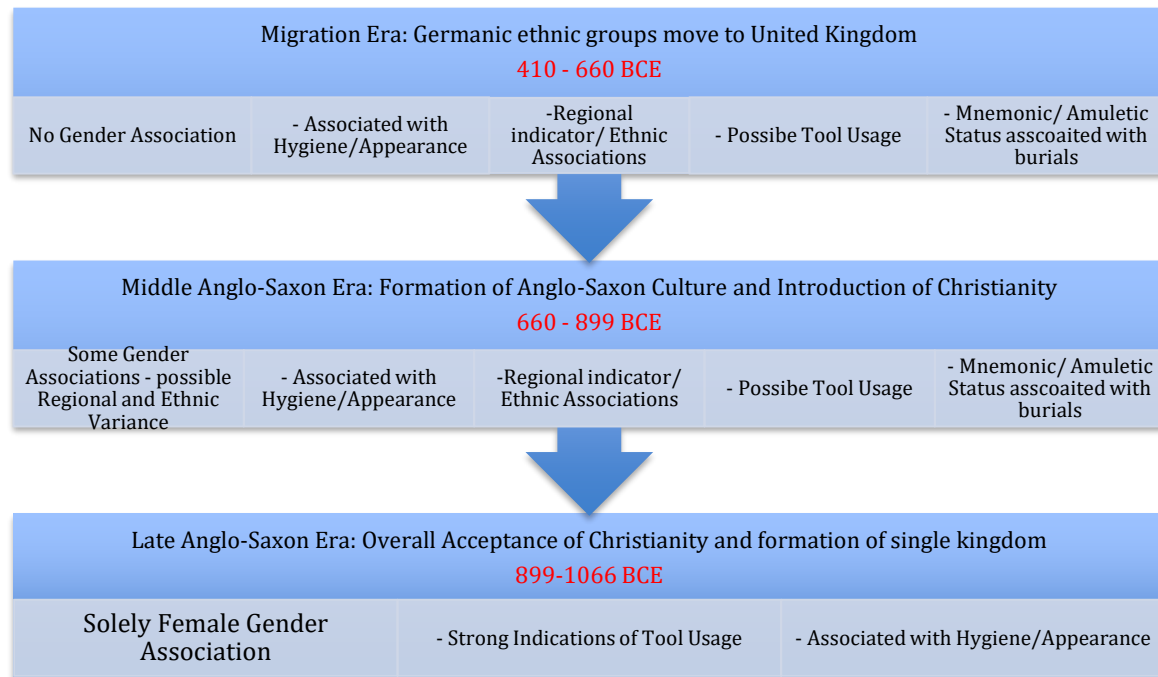 Migration Era: Germanic ethnic groups move to United Kingdom
410 - 660 BCE
No Gender Association
- Associated with
Hygiene/Appearance
-Regional
indicator/ Ethnic
Associations
- Possibe Tool Usage
- Mnemonic/ Amuletic
Status asscoaited with
burials
Middle Anglo-Saxon Era: Formation of Anglo-Saxon Culture and Introduction of Christianity
660 - 899 BCE
Some Gender
Associations - possible
Regional and Ethnic
Variance
- Associated with
Hygiene/Appearance
-Regional indicator/
Ethnic Associations
- Possibe Tool Usage
- Mnemonic/ Amuletic
Status asscoaited with
burials
Late Anglo-Saxon Era: Overall Acceptance of Christianity and formation of single kingdom
899-1066 BCE
Solely Female Gender
Association
- Strong Indications of Tool Usage
- Associated with Hygiene/Appearance